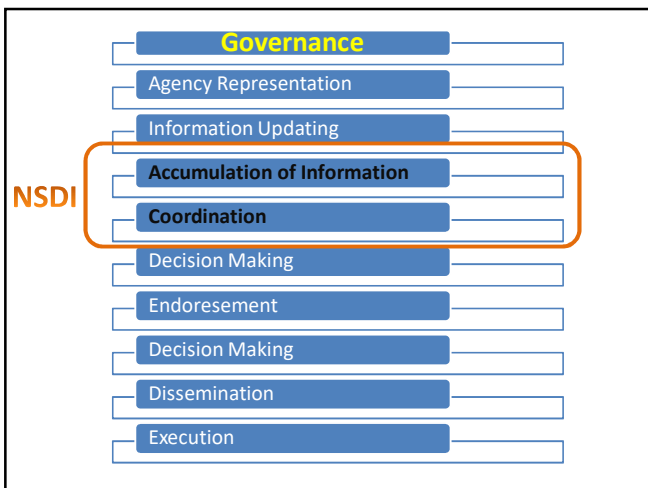 Governance
Agency Representation
Information Updating
Accumulation of Information
NSDI
Coordination
Decision Making
Endoresement
Decision Making
Dissemination
Execution